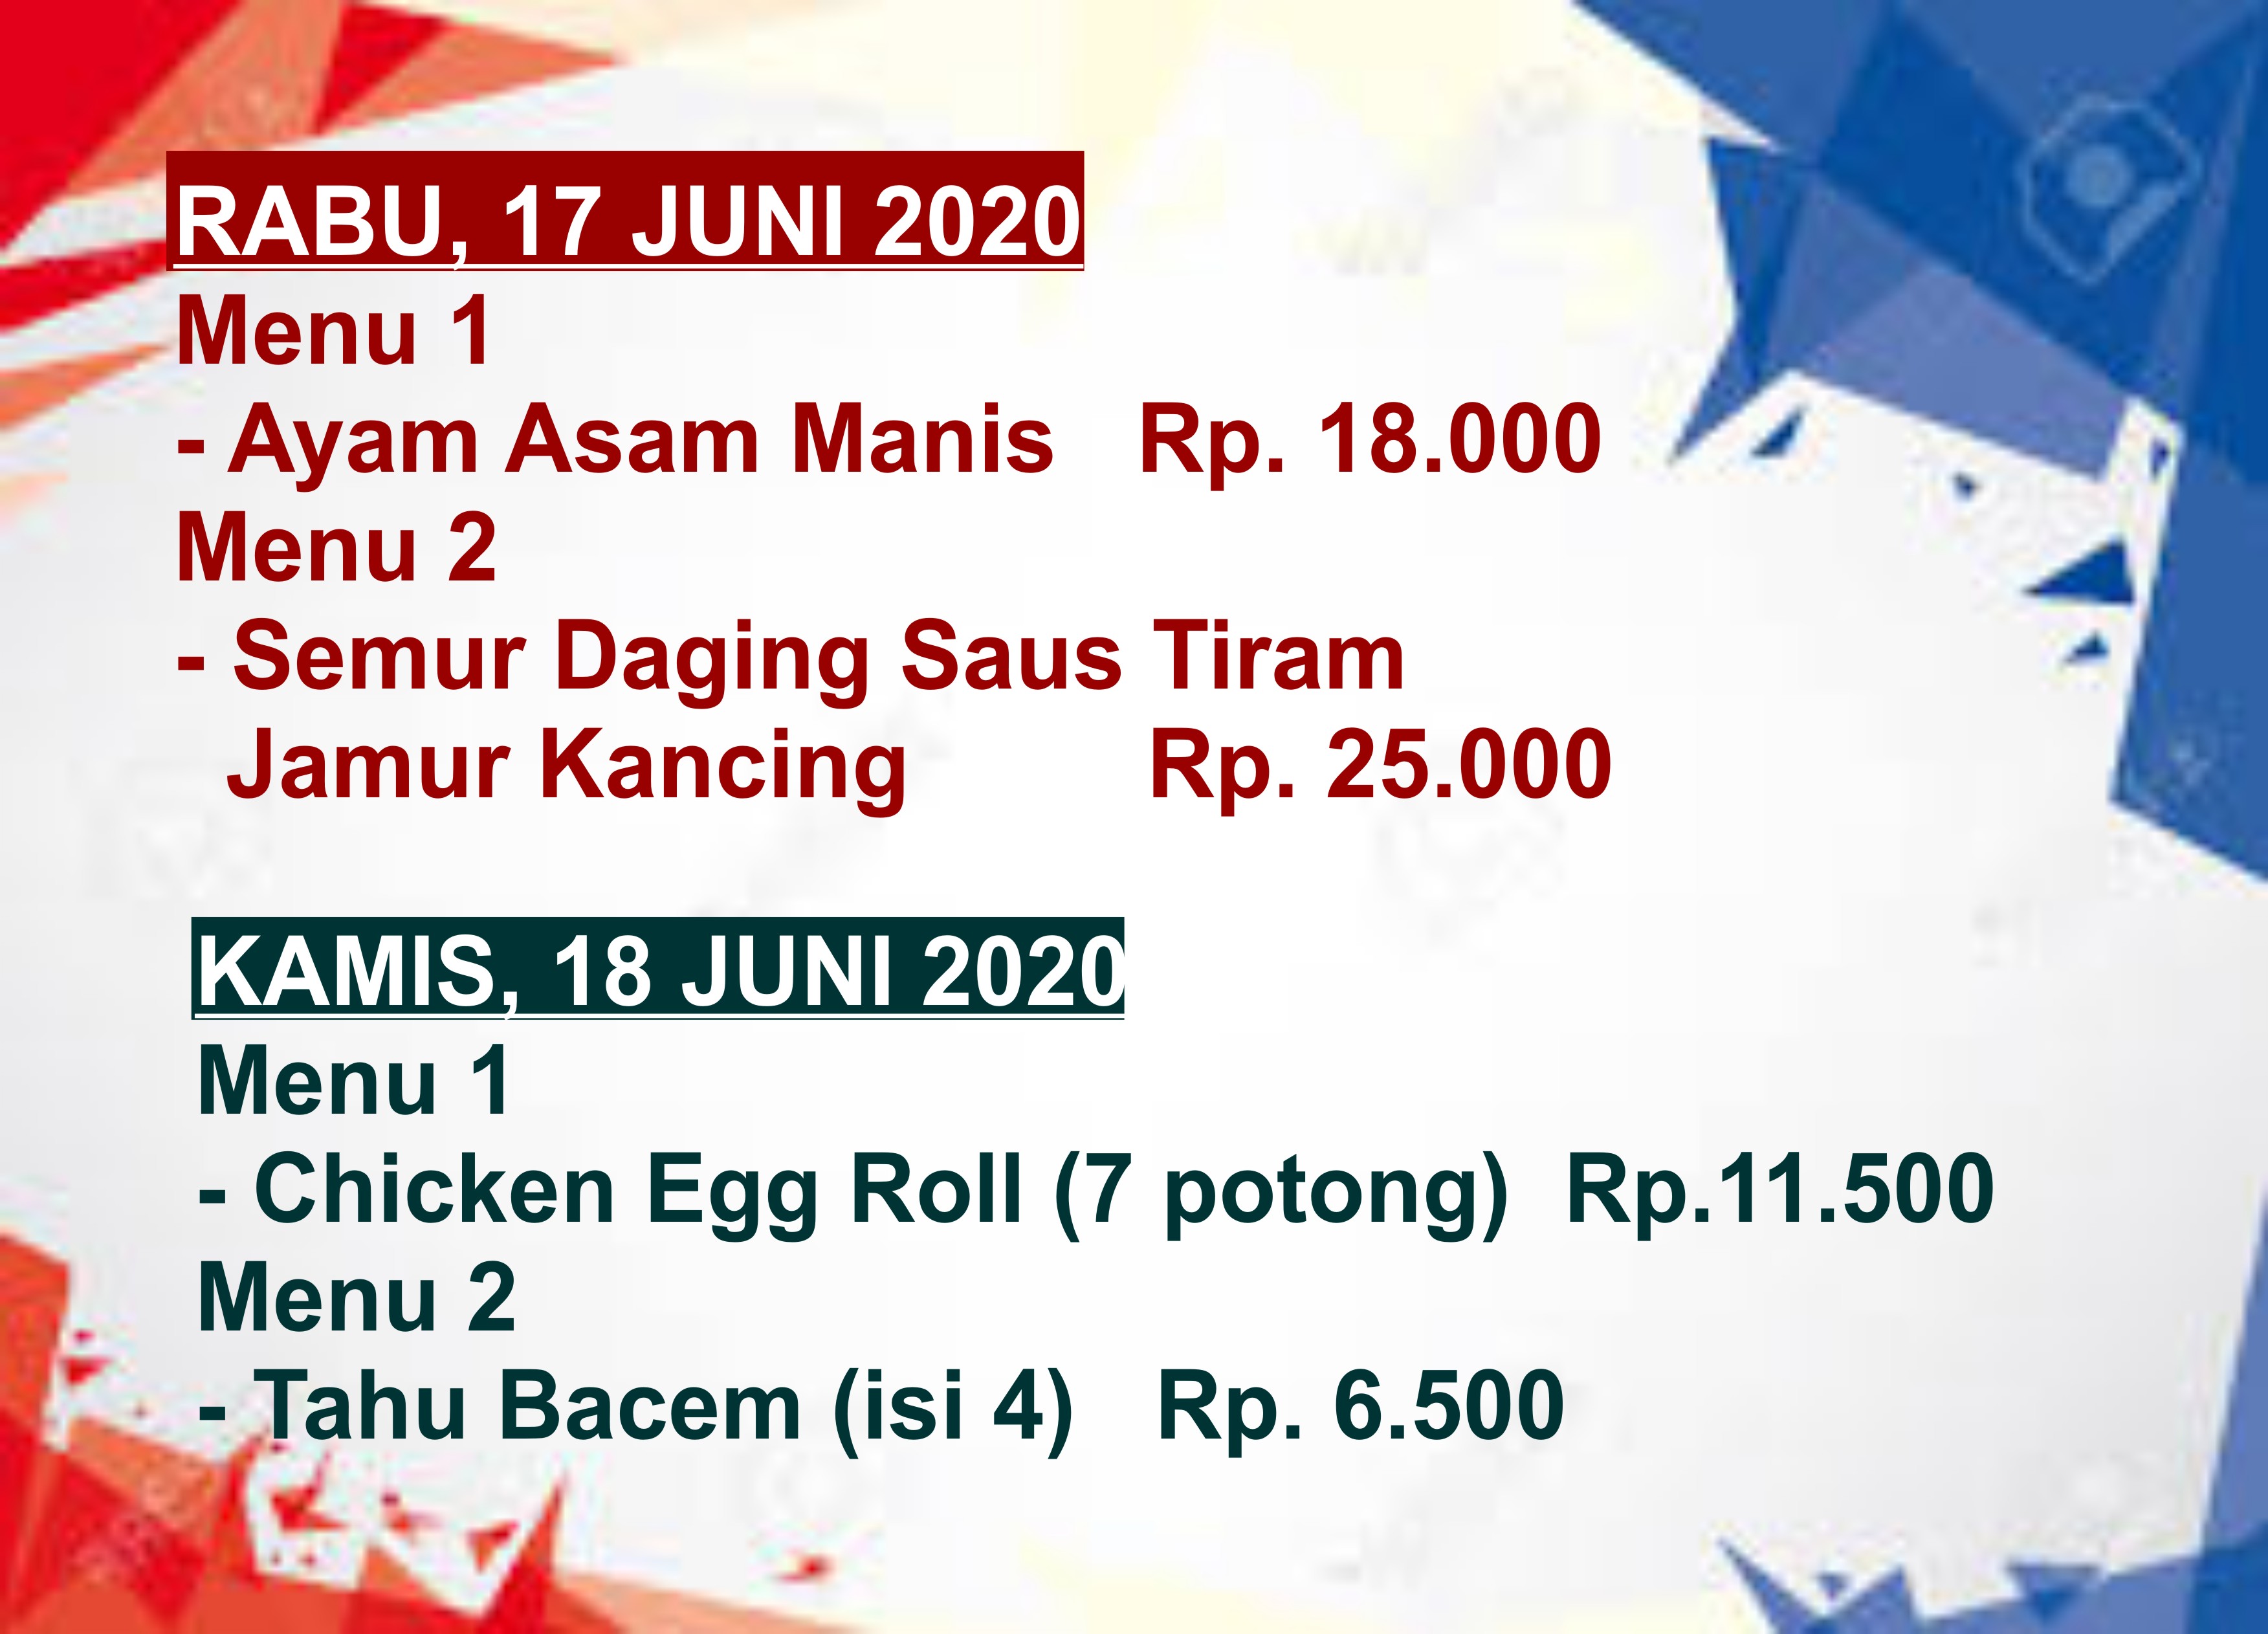 RABU, 17 JUNI 2020
Menu 1
- Ayam Asam Manis Rp. 18.000
Menu 2
- Semur Daging Saus Tiram
Jamur Kancing Rp. 25.000
KAMIS, 18 JUNI 2020
Menu 1
- Chicken Egg Roll (7 potong) Rp.11.500
Menu 2
- Tahu Bacem (isi 4) Rp. 6.500